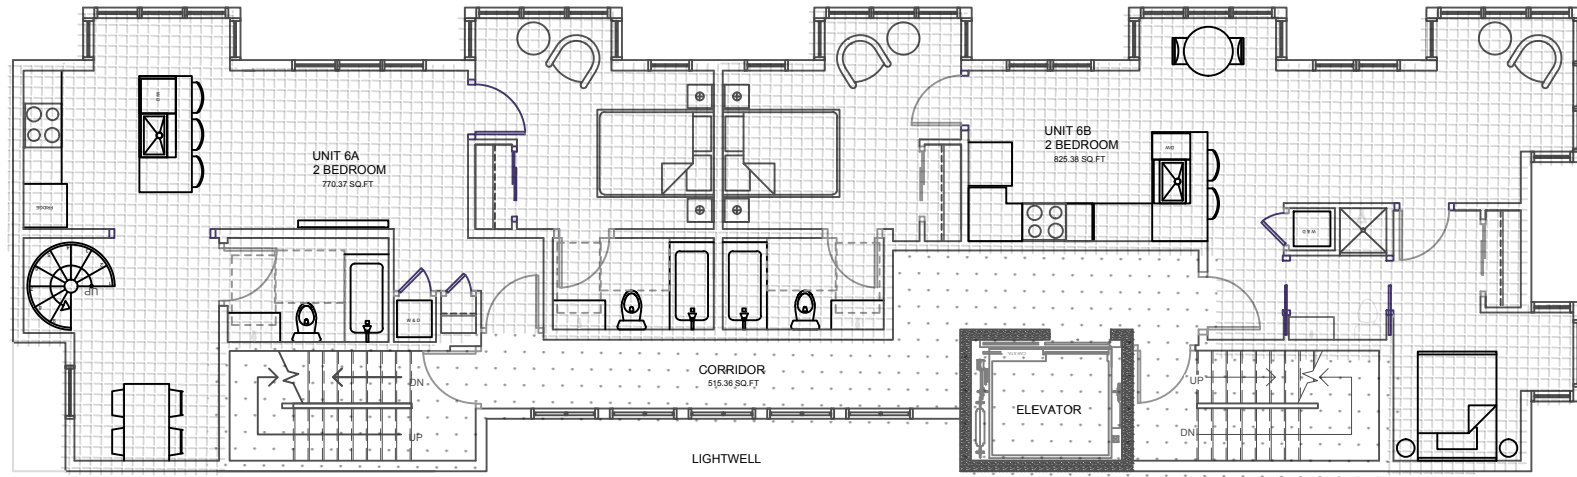 UNIT 6A
2 BEDROOM
770.37 SQ.FT
UNIT 6B
2 BEDROOM
825.38 SQ.FT
W & D
D/W
FRIDGE
W & D
W & D
UP
CORRIDOR
515.36 SQ.FT
ELEVATOR
DN
UP
UP
DN
LIGHTWELL